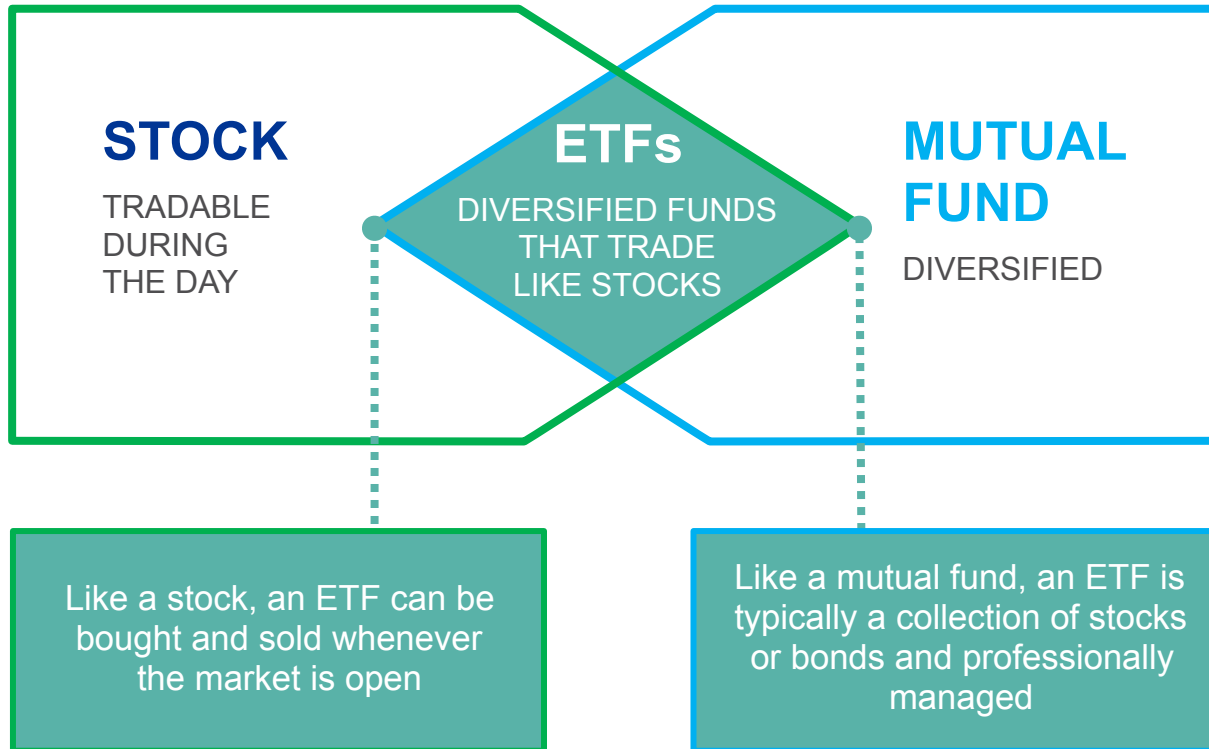 STOCK
TRADABLE
DURING
THE DAY
ETFs
DIVERSIFIED FUNDS
THAT TRADE
LIKE STOCKS
MUTUAL
FUND
DIVERSIFIED
Like a stock, an ETF can be
bought and sold whenever
the market is open
Like a mutual fund, an ETF is
typically a collection of stocks
or bonds and professionally
managed